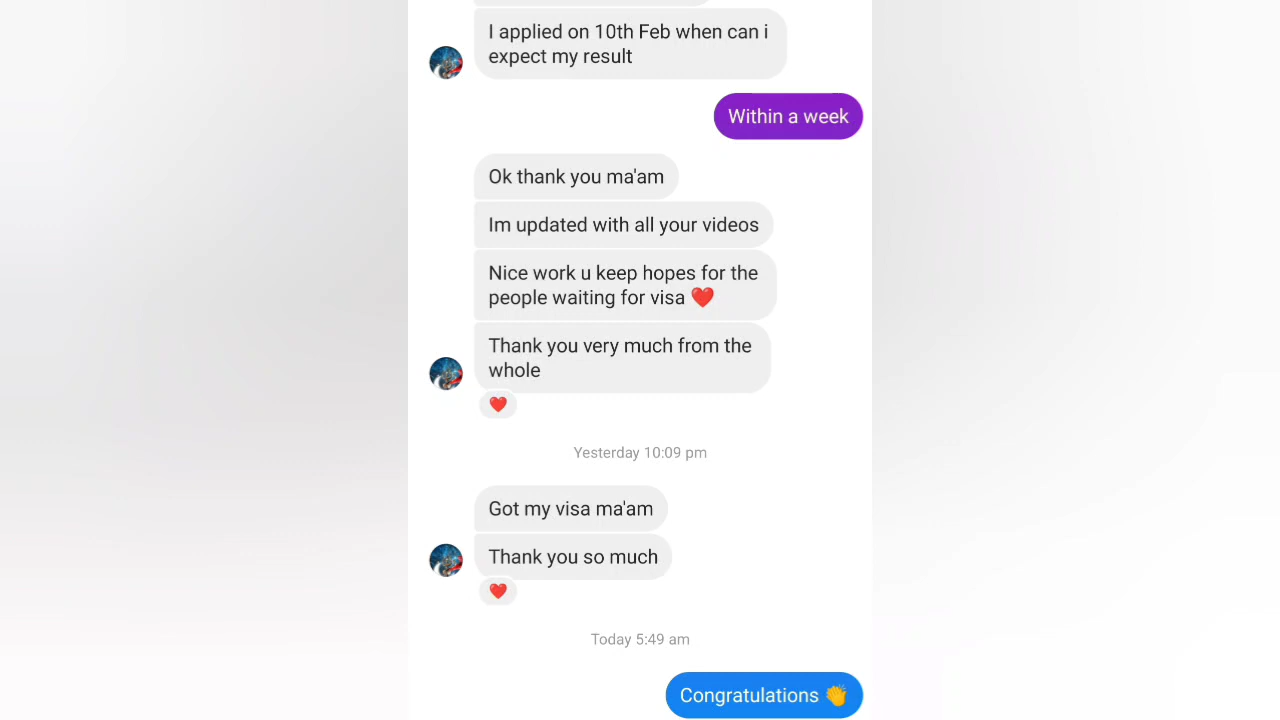 I applied on 10th Feb when can i
expect my result
Within a week
Ok thank you ma'am
Im updated with all your videos
Nice work u keep hopes for the
people waiting for visa ❤️
Thank you very much from the
whole
❤️
Yesterday 10:09 pm
Got my visa ma'am
Thank you so much
❤️
Today 5:49 am
Congratulations 👏